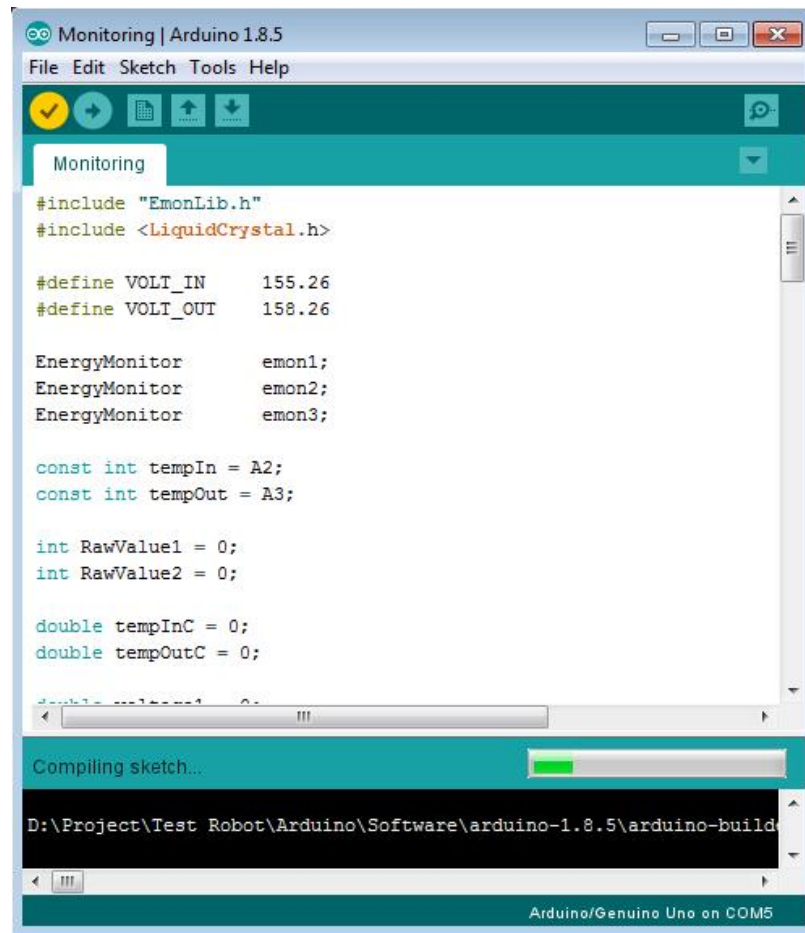 Monitoring | Arduino 1.8.5
File Edit Sketch Tools Help
Monitoring
#include "EmonLib.h"
#include <LiquidCrystal.h>
#define VOLT_IN 155.26
#define VOLT_OUT 158.26
EnergyMonitor emon1;
EnergyMonitor emon2;
EnergyMonitor emon3;
const int tempIn = A2;
const int tempOut = A3;
int RawValue1 = 0;
int RawValue2 = 0;
double tempInC = 0;
double tempOutC = 0;
Compiling sketch...
D:\Project\Test Robot\Arduino\Software\arduino-1.8.5\arduino-build
Arduino/Genuino Uno on COM5